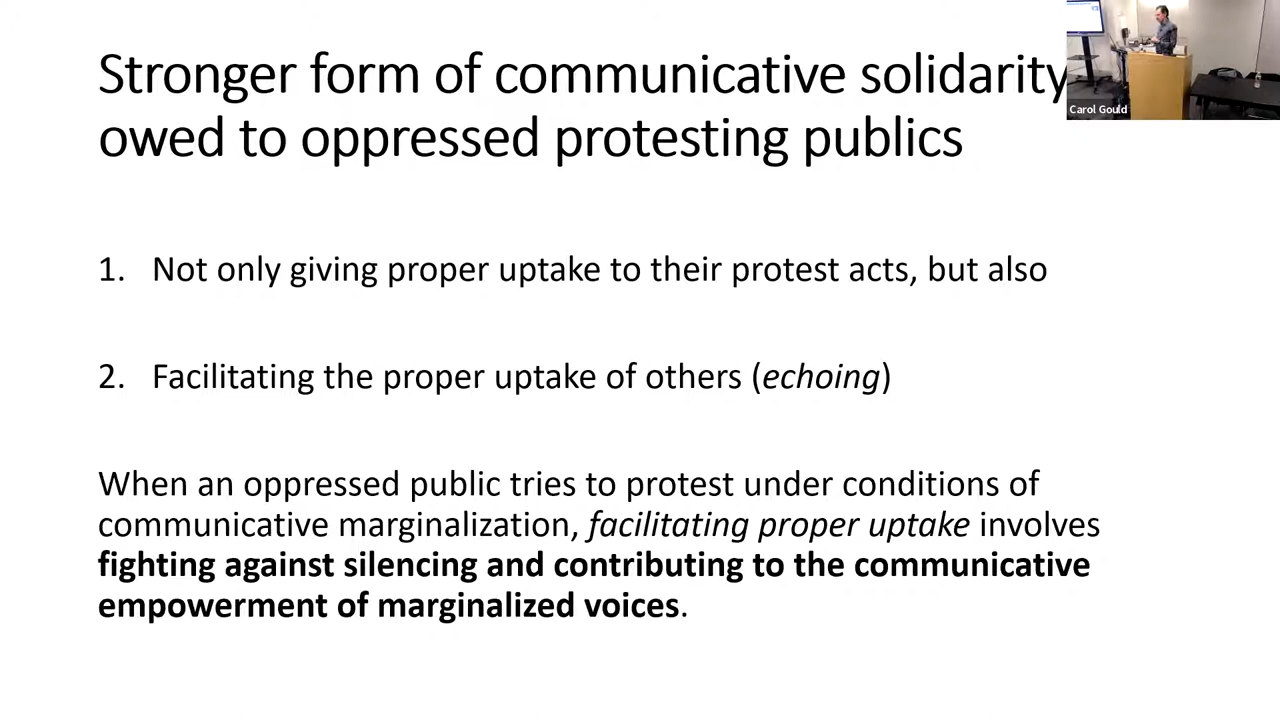 Stronger form of communicative solidarity
owed to oppressed protesting publics
Carol Gould
1. Not only giving proper uptake to their protest acts, but also
2. Facilitating the proper uptake of others (echoing)
When an oppressed public tries to protest under conditions of
communicative marginalization, facilitating proper uptake involves
fighting against silencing and contributing to the communicative
empowerment of marginalized voices.